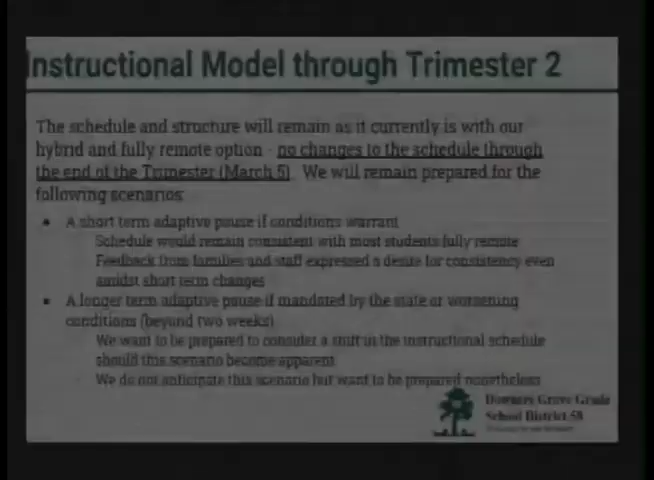 Instructional Model through Trimester 2
The schedule and structure will remain as it currently is with our
hybrid and fully remote option - no changes to the schedule through
the end of the Trimester (March 5). We will remain prepared for the
following scenarios:
• A short term adaptive pause if conditions warrant
Schedule would remain consistent with most students fully remote
Feedback from families and staff expressed a desire for consistency even
amidst short term changes
• A longer term adaptive pause if mandated by the state or worsening
conditions (beyond two weeks)
We want to be prepared to consider a shift in the instructional schedule
should this scenario become apparent
We do not anticipate this scenario but want to be prepared nonetheless
Downers Grove Grade
School District 58